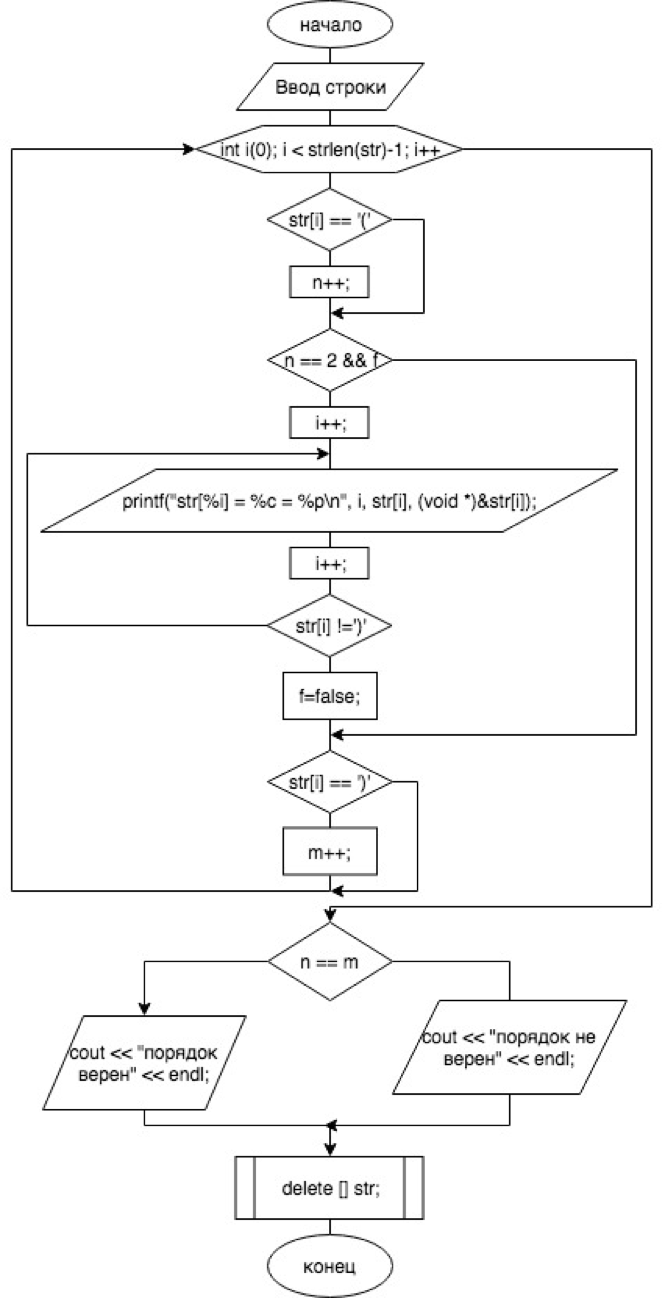 начало
Ввод строки
int i(0); i < strlen(str)-1; i++
str[i] == '('
n++;
n == 2 && f
i++;
printf("str[%i] = %c = %p\n", i, str[i], (void *)&str[i]);
i++;
str[i] !=')'
f=false;
str[i] == ')'
m++;
n == m
cout << "порядок
верен" << endl;
cout << "порядок не
верен" << endl;
delete [] str;
конец